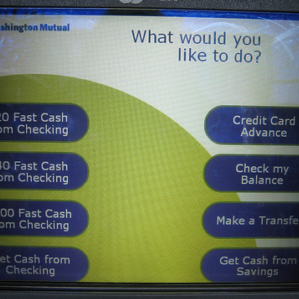 shington Mutual
What would you
like to do?
20 Fast Cash
om Checking
Credit Card
Advance
40 Fast Cash
om Checking
Check my
Balance
00 Fast Cash
om Checking
Make a Transfe
et Cash from
Checking
Get Cash from
Savings